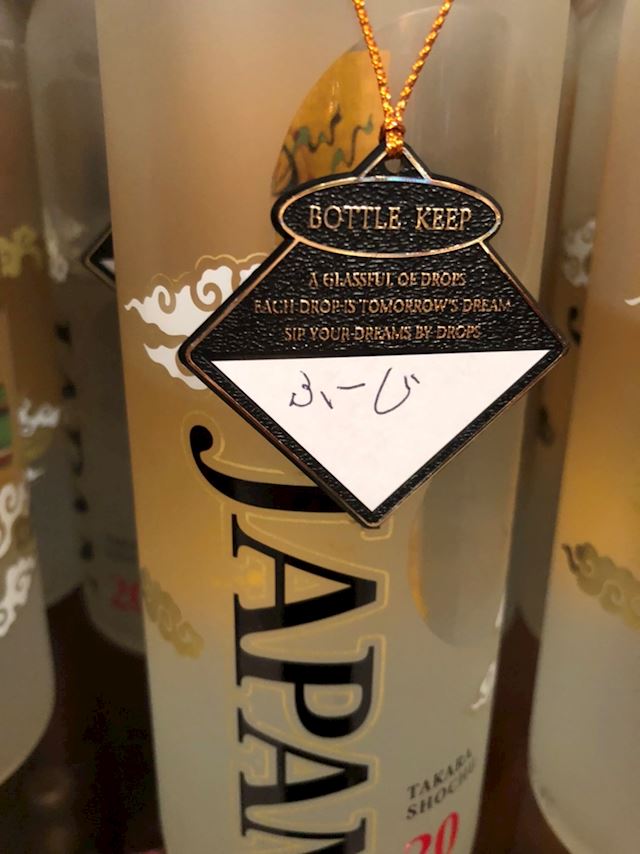 BOTTLE KEEP
A GLASSFUL OF DROPS
EACH DROP IS TOMORROW'S DREAM
SIP YOUR DREAMS BY DROPS
ふーじ
JAPAN
TAKARA
SHOCHU
20
20